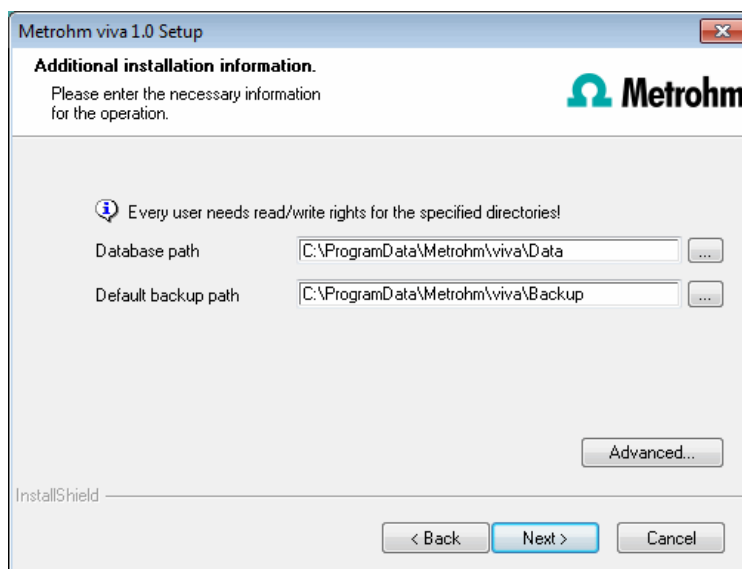 Metrohm viva 1.0 Setup
Additional installation information.
Please enter the necessary information
for the operation.
Metrohm
Every user needs read/write rights for the specified directories!
Database path
C:\ProgramData\Metrohm\viva\Data
...
Default backup path
C:\ProgramData\Metrohm\viva\Backup
...
Advanced...
InstallShield
< Back
Next >
Cancel